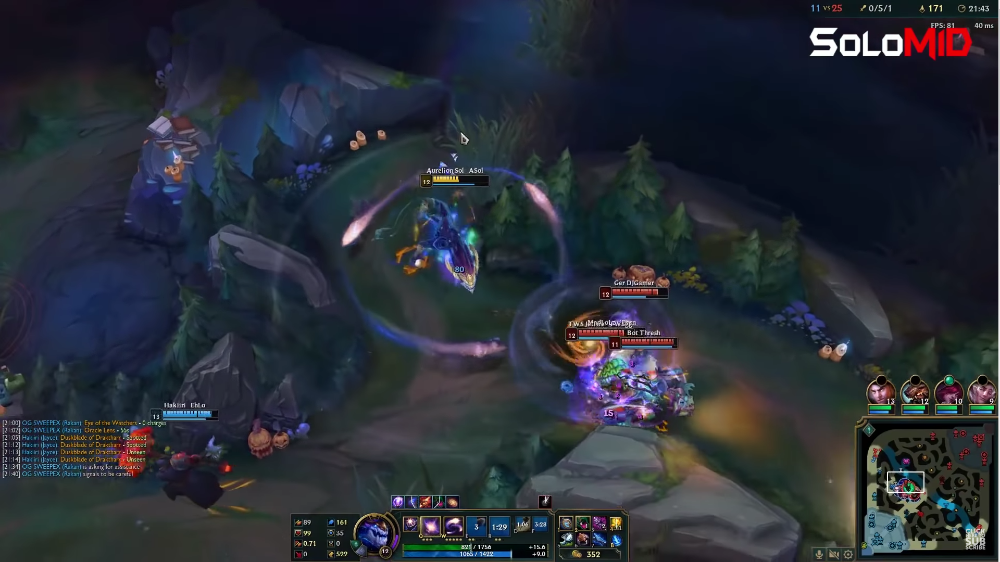 11 vs 25 0/5/1 171 21:43
FPS: 81 40 ms
SOLOMID
Aurelion Sol ASol
12
80
Ger DJGamer
12
Bot Thresh
12
11
15
Hakiiri EhLo
13
[21:00] OG SWEEPEX (Rakan): Eye of the Watchers - 0 charges
[21:02] OG SWEEPEX (Rakan): Oracle Lens - 55s
[21:05] Hakiiri (Jayce): Duskblade of Draktharr - Spotted
[21:12] Hakiiri (Jayce): Duskblade of Draktharr - Spotted
[21:13] Hakiiri (Jayce): Duskblade of Draktharr - Unseen
[21:14] Hakiiri (Jayce): Duskblade of Draktharr - Unseen
[21:34] OG SWEEPEX (Rakan) is asking for assistance
[21:40] OG SWEEPEX (Rakan) signals to be careful
13 12 10 9
89 161
99 35
0.71 0
0 522
12
3 1:29 1:06 3:28
Q W E R D F
821 / 1756 +15.6
1065 / 1422 +9.0
1 2 3 4
5 6 7 B
352
CLICK
HERE TO
SUB
SCRIBE